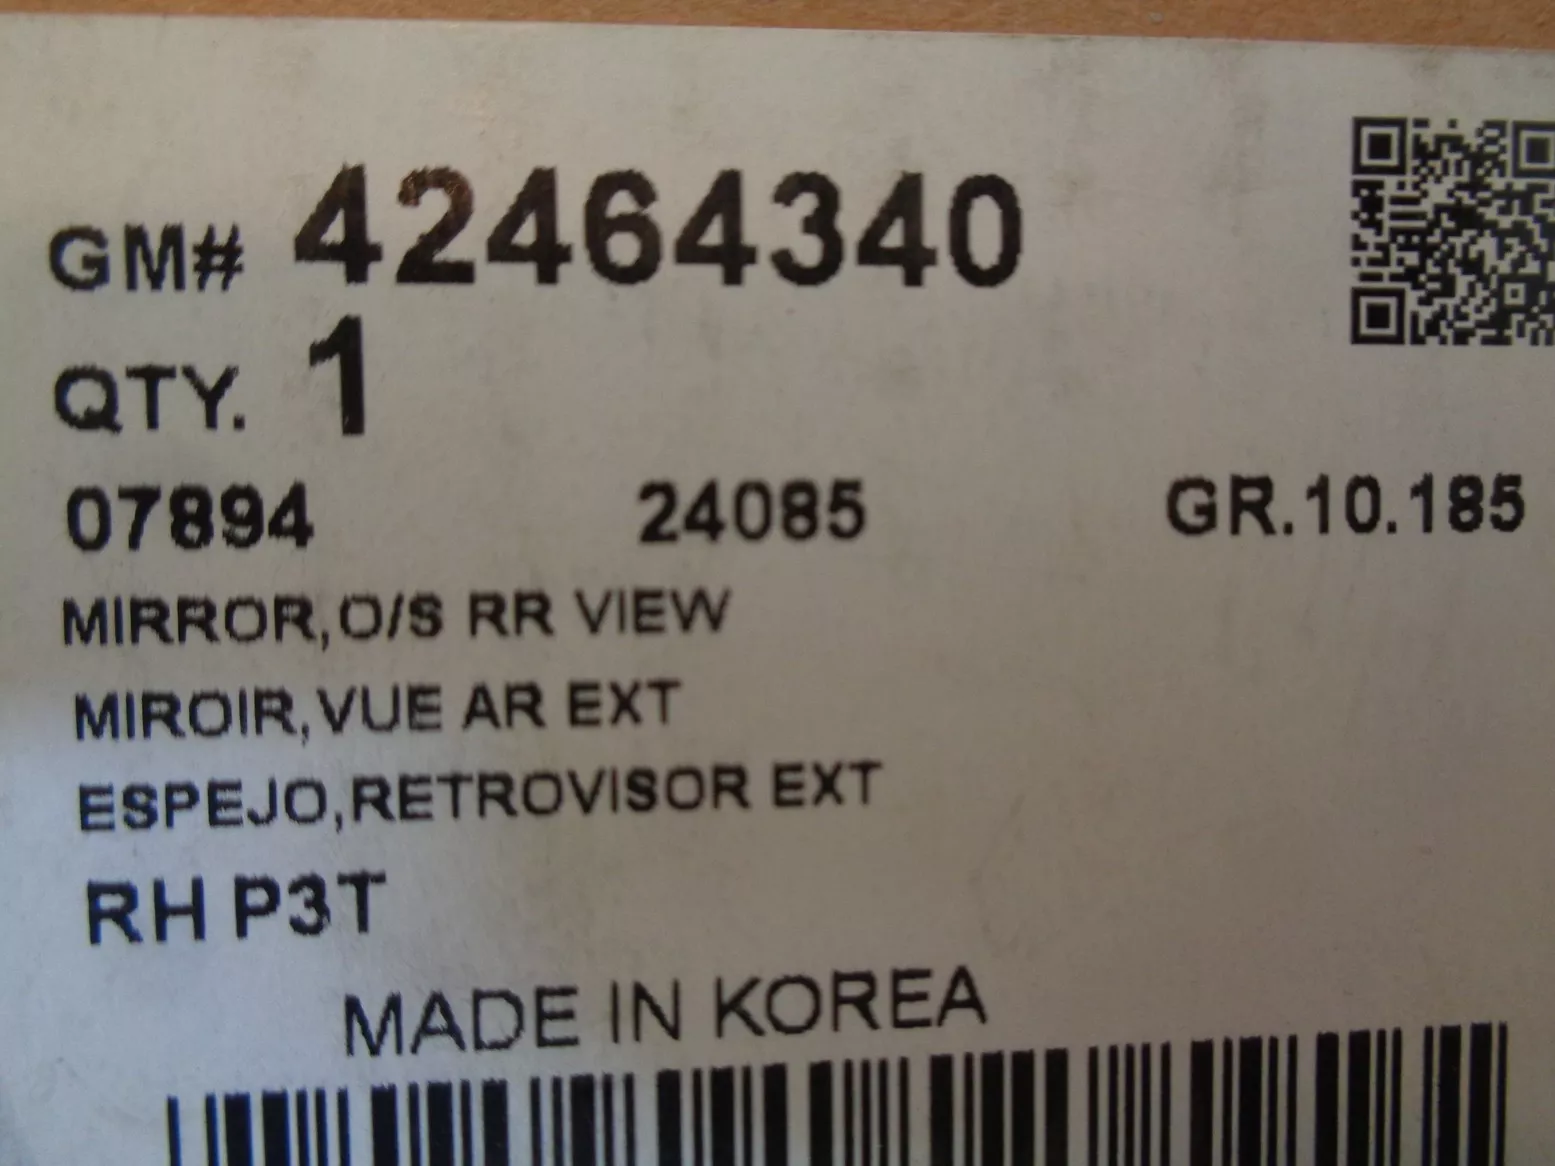 GM# 42464340
QTY. 1
07894 24085 GR.10.185
MIRROR,O/S RR VIEW
MIROIR,VUE AR EXT
ESPEJO,RETROVISOR EXT
RH P3T
MADE IN KOREA